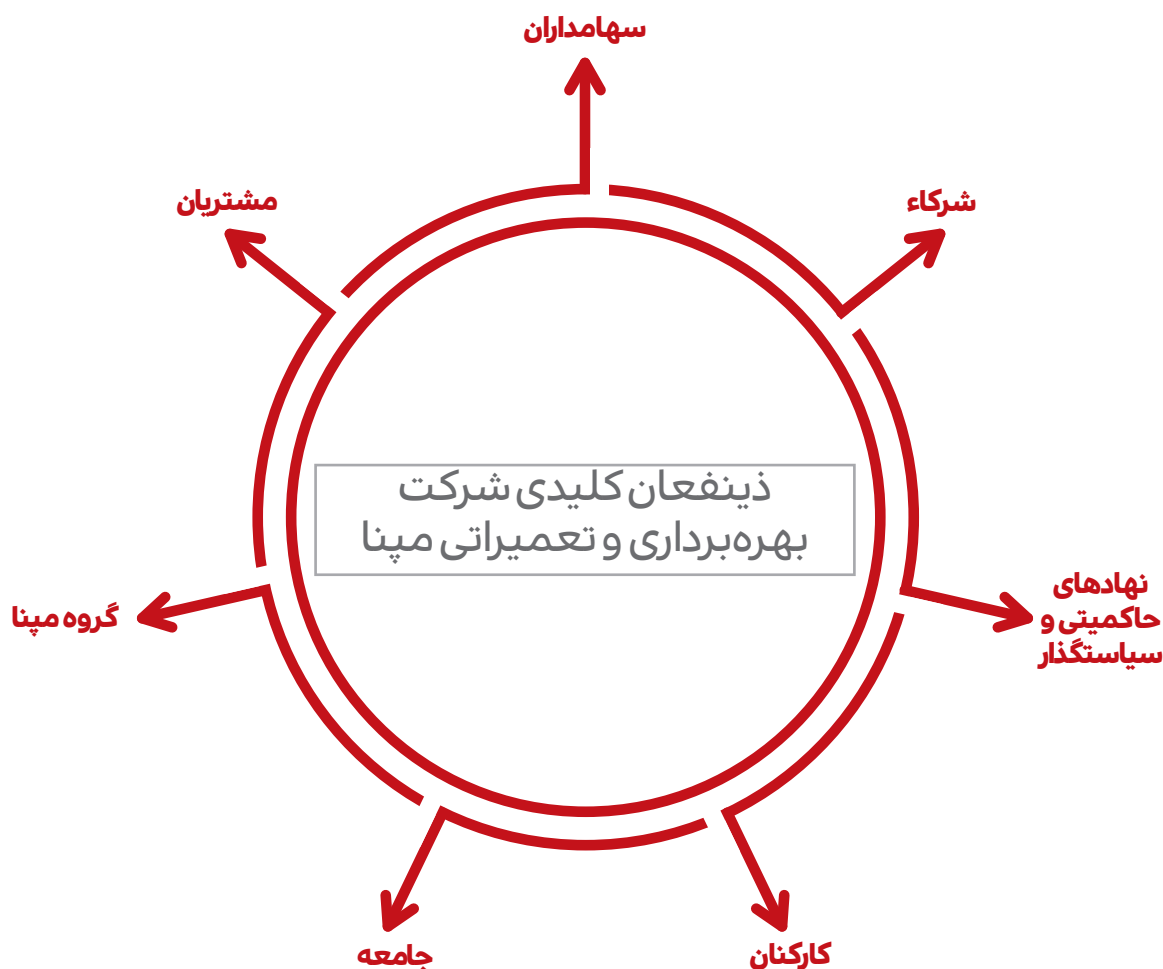 سهامداران
شرکاء
مشتریان
ذینفعان کلیدی شرکت
بهره‌برداری و تعمیراتی مپنا
نهادهای
حاکمیتی و
سیاستگذار
گروه مپنا
کارکنان
جامعه